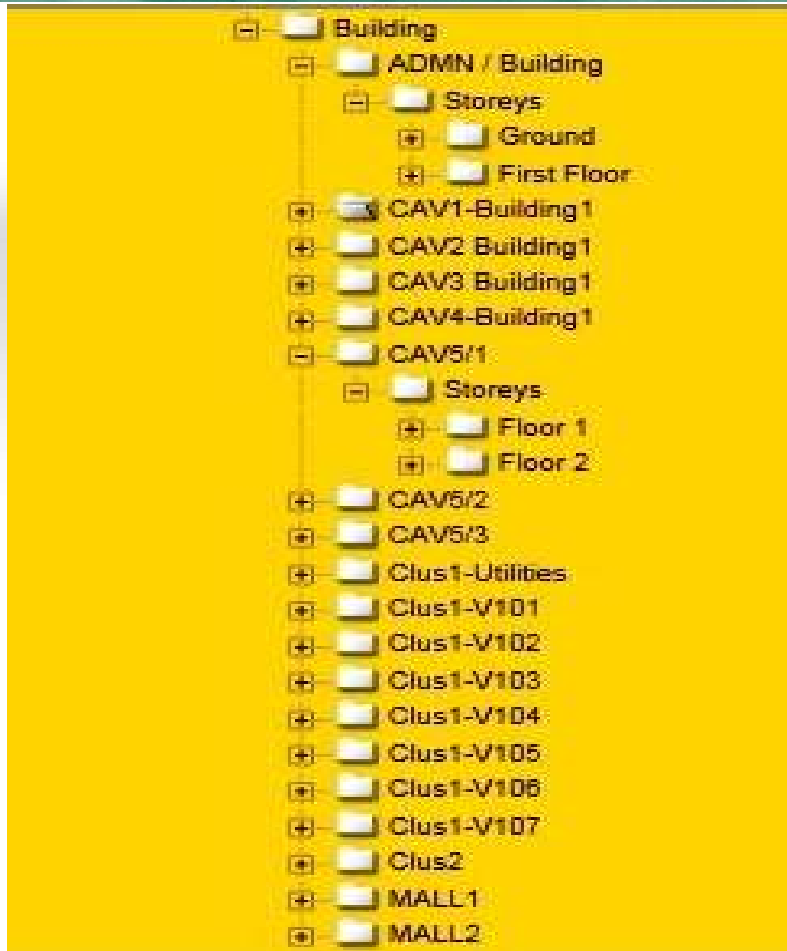 Building
ADMN / Building
Storeys
Ground
First Floor
CAV1-Building1
CAV2 Building1
CAV3 Building1
CAV4-Building1
CAV5/1
Storeys
Floor 1
Floor 2
CAV5/2
CAV5/3
Clus1-Utilities
Clus1-V101
Clus1-V102
Clus1-V103
Clus1-V104
Clus1-V105
Clus1-V106
Clus1-V107
Clus2
MALL1
MALL2